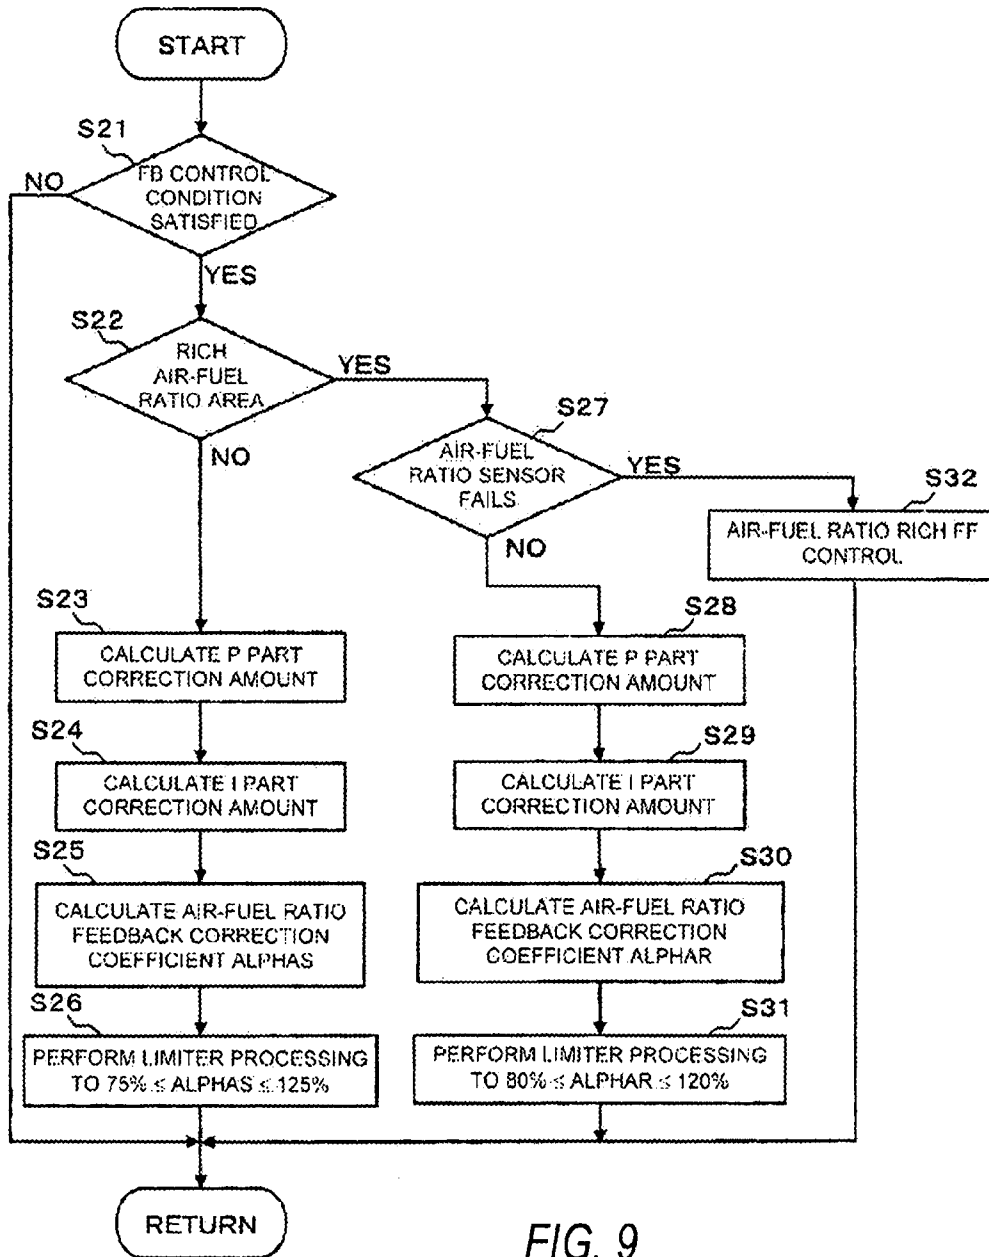 START
S21
FB CONTROL
CONDITION
SATISFIED
NO
YES
S22
RICH
AIR-FUEL
RATIO AREA
YES
NO
S27
AIR-FUEL
RATIO SENSOR
FAILS
YES
NO
S32
AIR-FUEL RATIO RICH FF
CONTROL
S23
CALCULATE P PART
CORRECTION AMOUNT
S28
CALCULATE P PART
CORRECTION AMOUNT
S24
CALCULATE I PART
CORRECTION AMOUNT
S29
CALCULATE I PART
CORRECTION AMOUNT
S25
CALCULATE AIR-FUEL RATIO
FEEDBACK CORRECTION
COEFFICIENT ALPHAS
S30
CALCULATE AIR-FUEL RATIO
FEEDBACK CORRECTION
COEFFICIENT ALPHAR
S26
PERFORM LIMITER PROCESSING
TO 75% ≤ ALPHAS ≤ 125%
S31
PERFORM LIMITER PROCESSING
TO 80% ≤ ALPHAR ≤ 120%
RETURN
FIG. 9